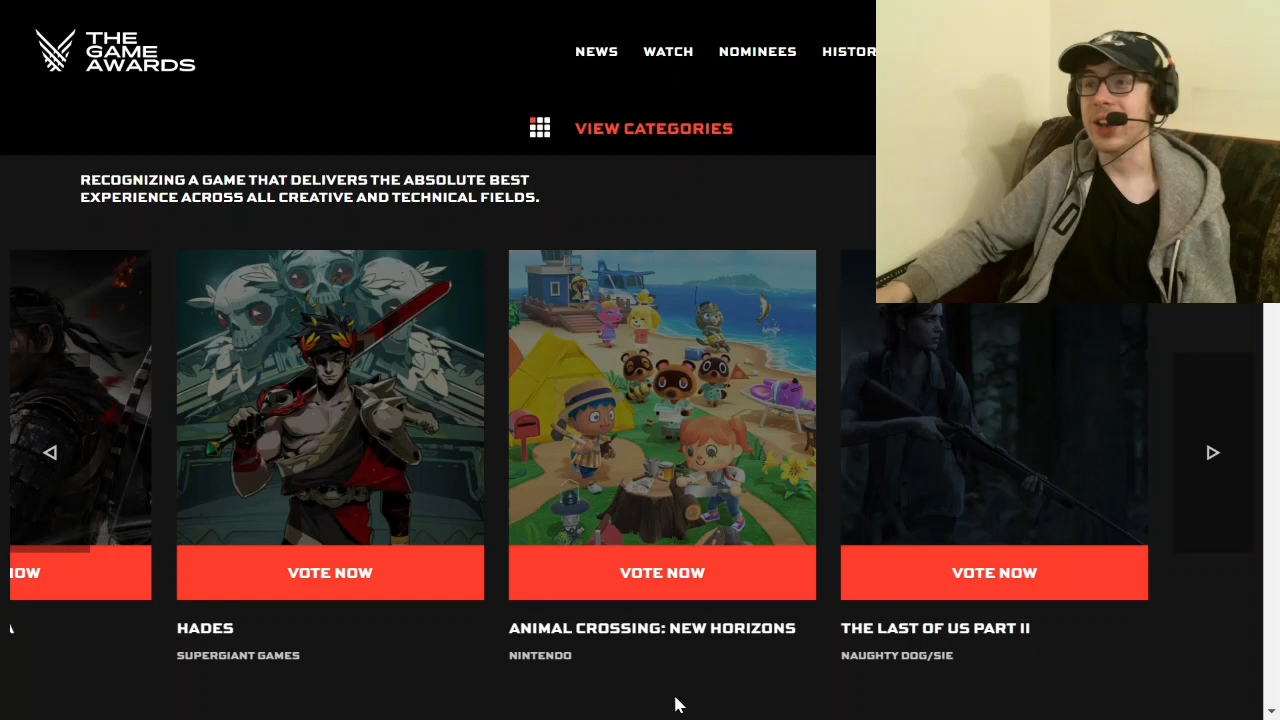 THE
GAME
AWARDS
NEWS WATCH NOMINEES HISTOR
VIEW CATEGORIES
RECOGNIZING A GAME THAT DELIVERS THE ABSOLUTE BEST
EXPERIENCE ACROSS ALL CREATIVE AND TECHNICAL FIELDS.
OW
VOTE NOW
VOTE NOW
VOTE NOW
A
HADES
ANIMAL CROSSING: NEW HORIZONS
THE LAST OF US PART II
SUPERGIANT GAMES
NINTENDO
NAUGHTY DOG/SIE